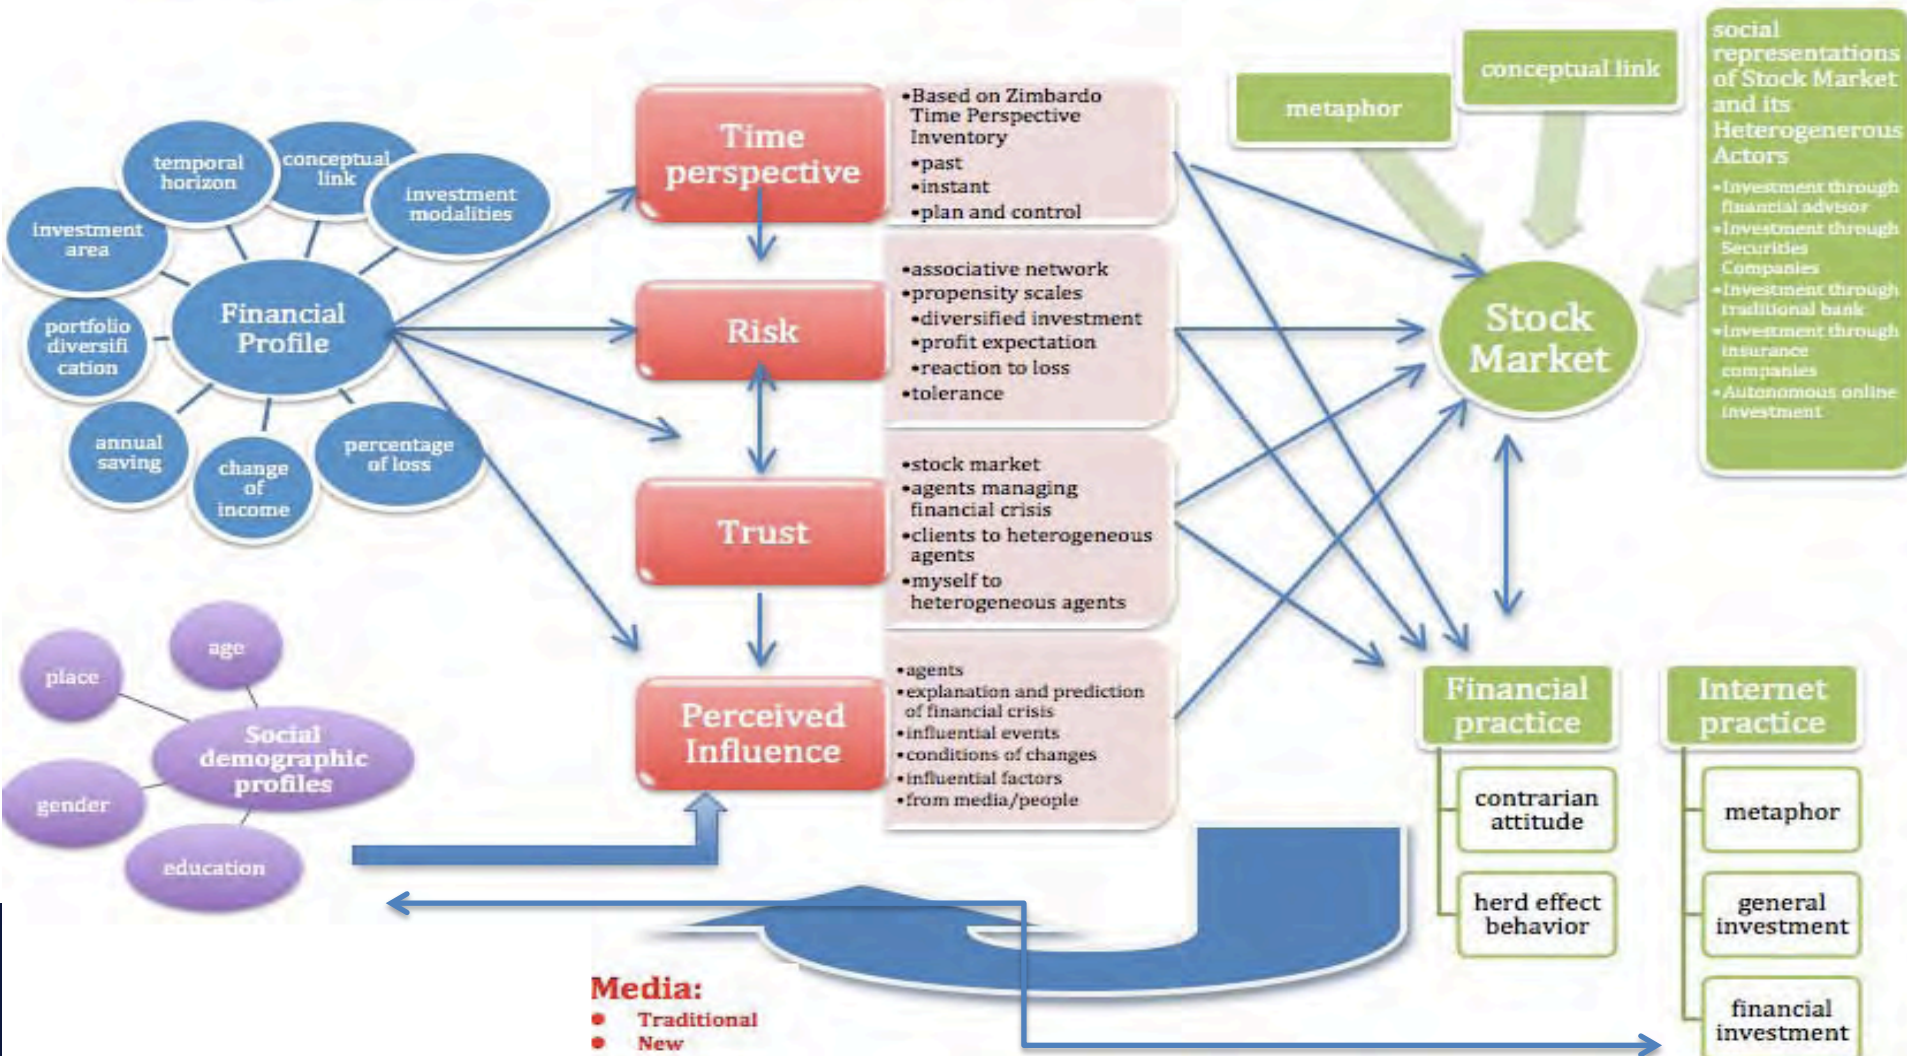 temporal
horizon
conceptual
link
investment
modalities
investment
area
Financial
Profile
portfolio
diversifi
cation
annual
saving
change
of
income
percentage
of loss
age
place
Social
demographic
profiles
gender
education
Time
perspective
•Based on Zimbardo
Time Perspective
Inventory
•past
•instant
•plan and control
Risk
•associative network
•propensity scales
•diversified investment
•profit expectation
•reaction to loss
•tolerance
Trust
•stock market
•agents managing
financial crisis
•clients to heterogeneous
agents
•myself to
heterogeneous agents
Perceived
Influence
•agents
•explanation and prediction
of financial crisis
•influential events
•conditions of changes
•influential factors
•from media/people
Media:
• Traditional
• New
metaphor
conceptual link
social
representations
of Stock Market
and its
Heterogenerous
Actors
•Investment through
financial advisor
•Investment through
Securities
Companies
•Investment through
traditional bank
•Investment through
insurance
companies
•Autonomous online
investment
Stock
Market
Financial
practice
contrarian
attitude
herd effect
behavior
Internet
practice
metaphor
general
investment
financial
investment